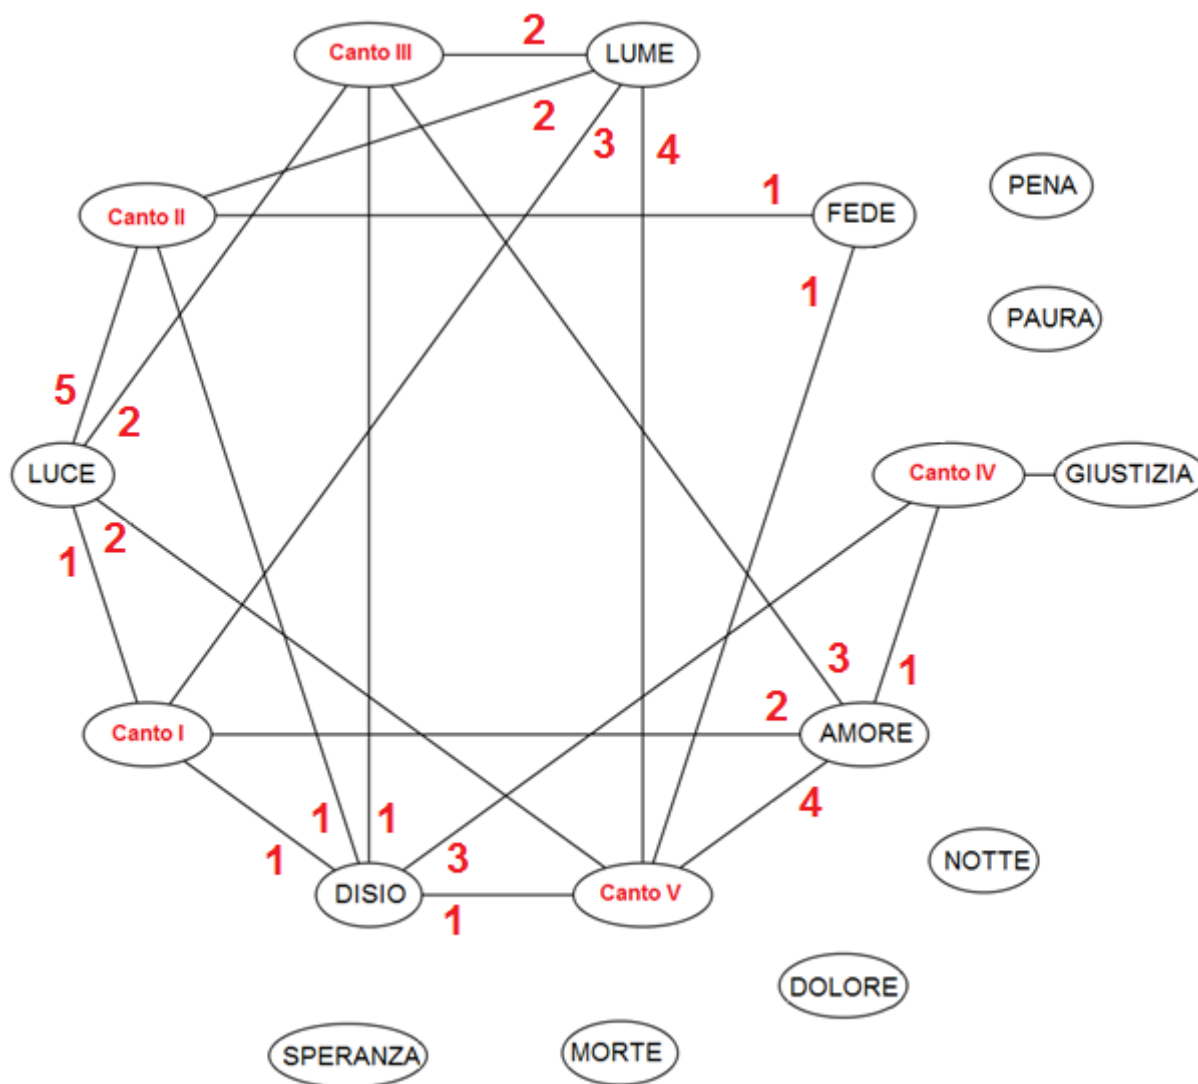 Canto III 2 LUME
2 3 4
PENA
1
Canto II FEDE
1
PAURA
5 2
LUCE Canto IV GIUSTIZIA
1 2
3 1
2
Canto I AMORE
1 1 4
1 3
NOTTE
DISIO Canto V
1
DOLORE
SPERANZA MORTE